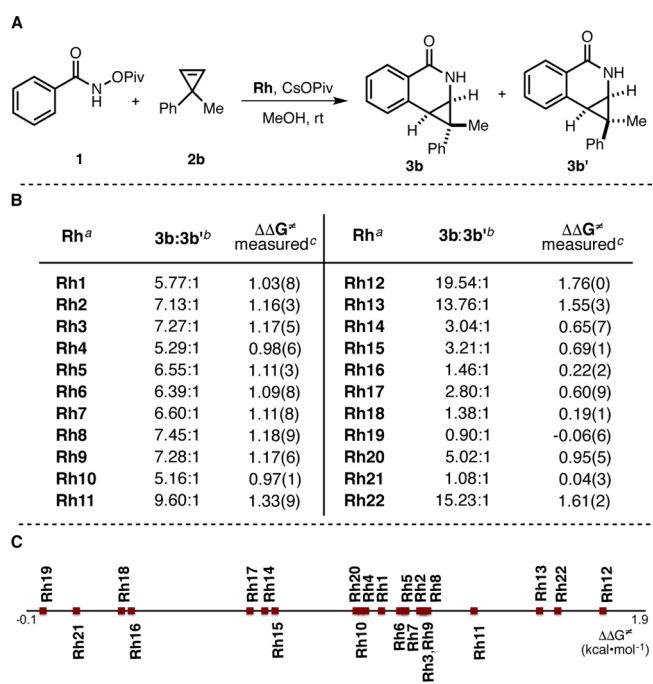 A
O
N
H
OPiv
+
Ph
Me
Rh, CsOPiv
MeOH, rt
O
NH
H
H
Me
Ph
+
O
NH
H
H
Me
Ph
1
2b
3b
3b'
B
Rhᵃ 3b:3b'ᵇ ΔΔG≠ measuredᶜ Rhᵃ 3b:3b'ᵇ ΔΔG≠ measuredᶜ
Rh1 5.77:1 1.03(8) Rh12 19.54:1 1.76(0)
Rh2 7.13:1 1.16(3) Rh13 13.76:1 1.55(3)
Rh3 7.27:1 1.17(5) Rh14 3.04:1 0.65(7)
Rh4 5.29:1 0.98(6) Rh15 3.21:1 0.69(1)
Rh5 6.55:1 1.11(3) Rh16 1.46:1 0.22(2)
Rh6 6.39:1 1.09(8) Rh17 2.80:1 0.60(9)
Rh7 6.60:1 1.11(8) Rh18 1.38:1 0.19(1)
Rh8 7.45:1 1.18(9) Rh19 0.90:1 -0.06(6)
Rh9 7.28:1 1.17(6) Rh20 5.02:1 0.95(5)
Rh10 5.16:1 0.97(1) Rh21 1.08:1 0.04(3)
Rh11 9.60:1 1.33(9) Rh22 15.23:1 1.61(2)
C
Rh19
Rh18
Rh17
Rh14
Rh20
Rh4
Rh1
Rh5
Rh2
Rh8
Rh13
Rh22
Rh12
-0.1
1.9
Rh21
Rh16
Rh15
Rh10
Rh6
Rh7
Rh3,Rh9
Rh11
ΔΔG≠
(kcal•mol⁻¹)